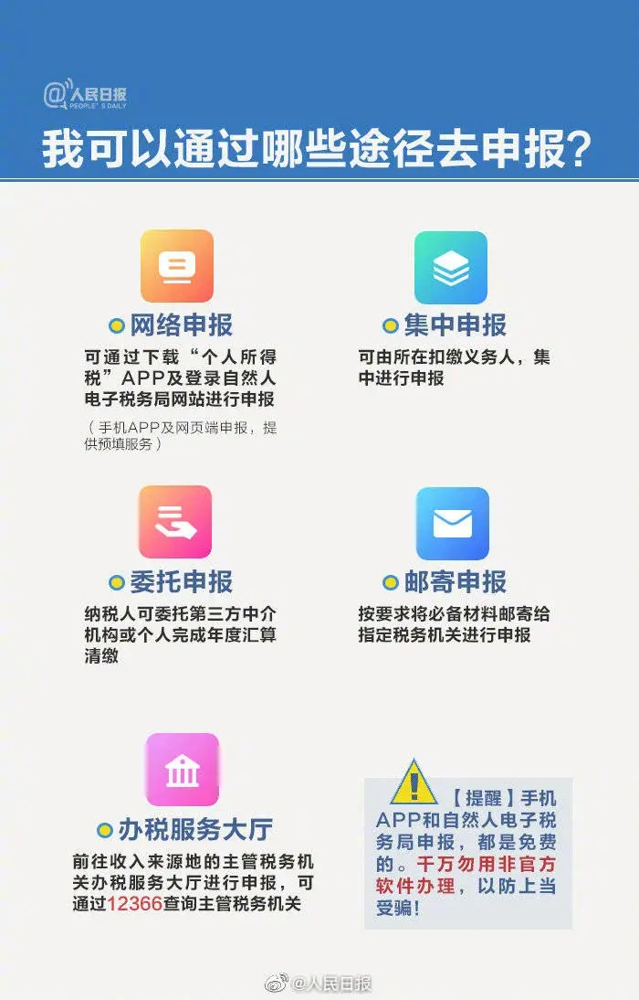 @人民日报
PEOPLE'S DAILY
我可以通过哪些途径去申报?
网络申报
可通过下载“个人所得
税”APP及登录自然人
电子税务局网站进行申报
(手机APP及网页端申报,提
供预填服务)
集中申报
可由所在扣缴义务人,集
中进行申报
委托申报
纳税人可委托第三方中介
机构或个人完成年度汇算
清缴
邮寄申报
按要求将必备材料邮寄给
指定税务机关进行申报
办税服务大厅
前往收入来源地的主管税务机
关办税服务大厅进行申报,可
通过12366查询主管税务机关
【提醒】手机
APP和自然人电子税
务局申报,都是免费
的。千万勿用非官方
软件办理,以防上当
受骗!
@人民日报